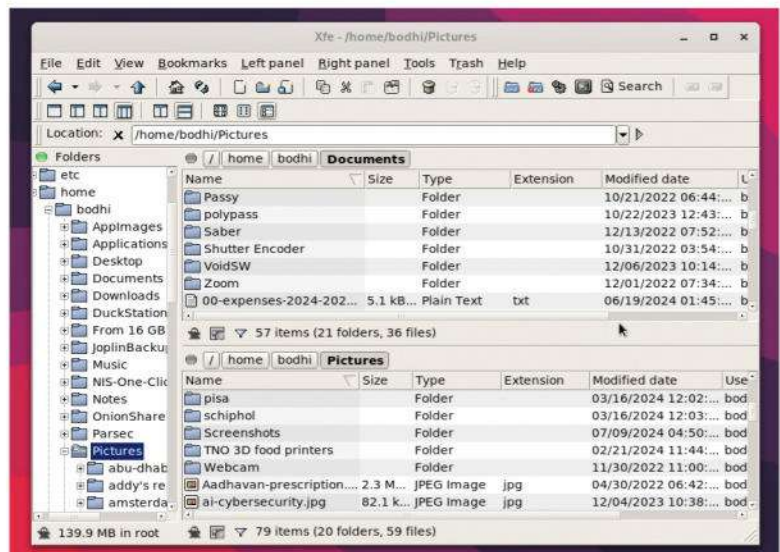 Xfe - /home/bodhi/Pictures
File Edit View Bookmarks Left panel Right panel Tools Trash Help
Search
Location: /home/bodhi/Pictures
Folders
etc
home
bodhi
AppImages
Applications
Desktop
Documents
Downloads
DuckStation
From 16 GB
JoplinBacku
Music
NIS-One-Clic
Notes
OnionShare
Parsec
Pictures
abu-dhab
addy's re
amsterda
139.9 MB in root
/ home bodhi Documents
Name Size Type Extension Modified date
Passy Folder 10/21/2022 06:44:... b
polypass Folder 10/22/2023 12:43:... b
Saber Folder 12/13/2022 07:52:... b
Shutter Encoder Folder 10/31/2022 03:54:... b
VoidSW Folder 12/06/2023 10:14:... b
Zoom Folder 12/01/2022 07:34:... b
00-expenses-2024-202... 5.1 kB... Plain Text txt 06/19/2024 01:45:... b
57 items (21 folders, 36 files)
/ home bodhi Pictures
Name Size Type Extension Modified date Use
pisa Folder 03/16/2024 12:02:... bod
schiphol Folder 03/16/2024 12:03:... bod
Screenshots Folder 07/09/2024 04:50:... bod
TNO 3D food printers Folder 02/21/2024 11:44:... bod
Webcam Folder 11/30/2022 11:00:... bod
Aadhavan-prescription.... 2.3 M... JPEG Image jpg 04/30/2022 06:42:... bod
ai-cybersecurity.jpg 82.1 k... JPEG Image jpg 12/04/2023 10:38:... bod
79 items (20 folders, 59 files)